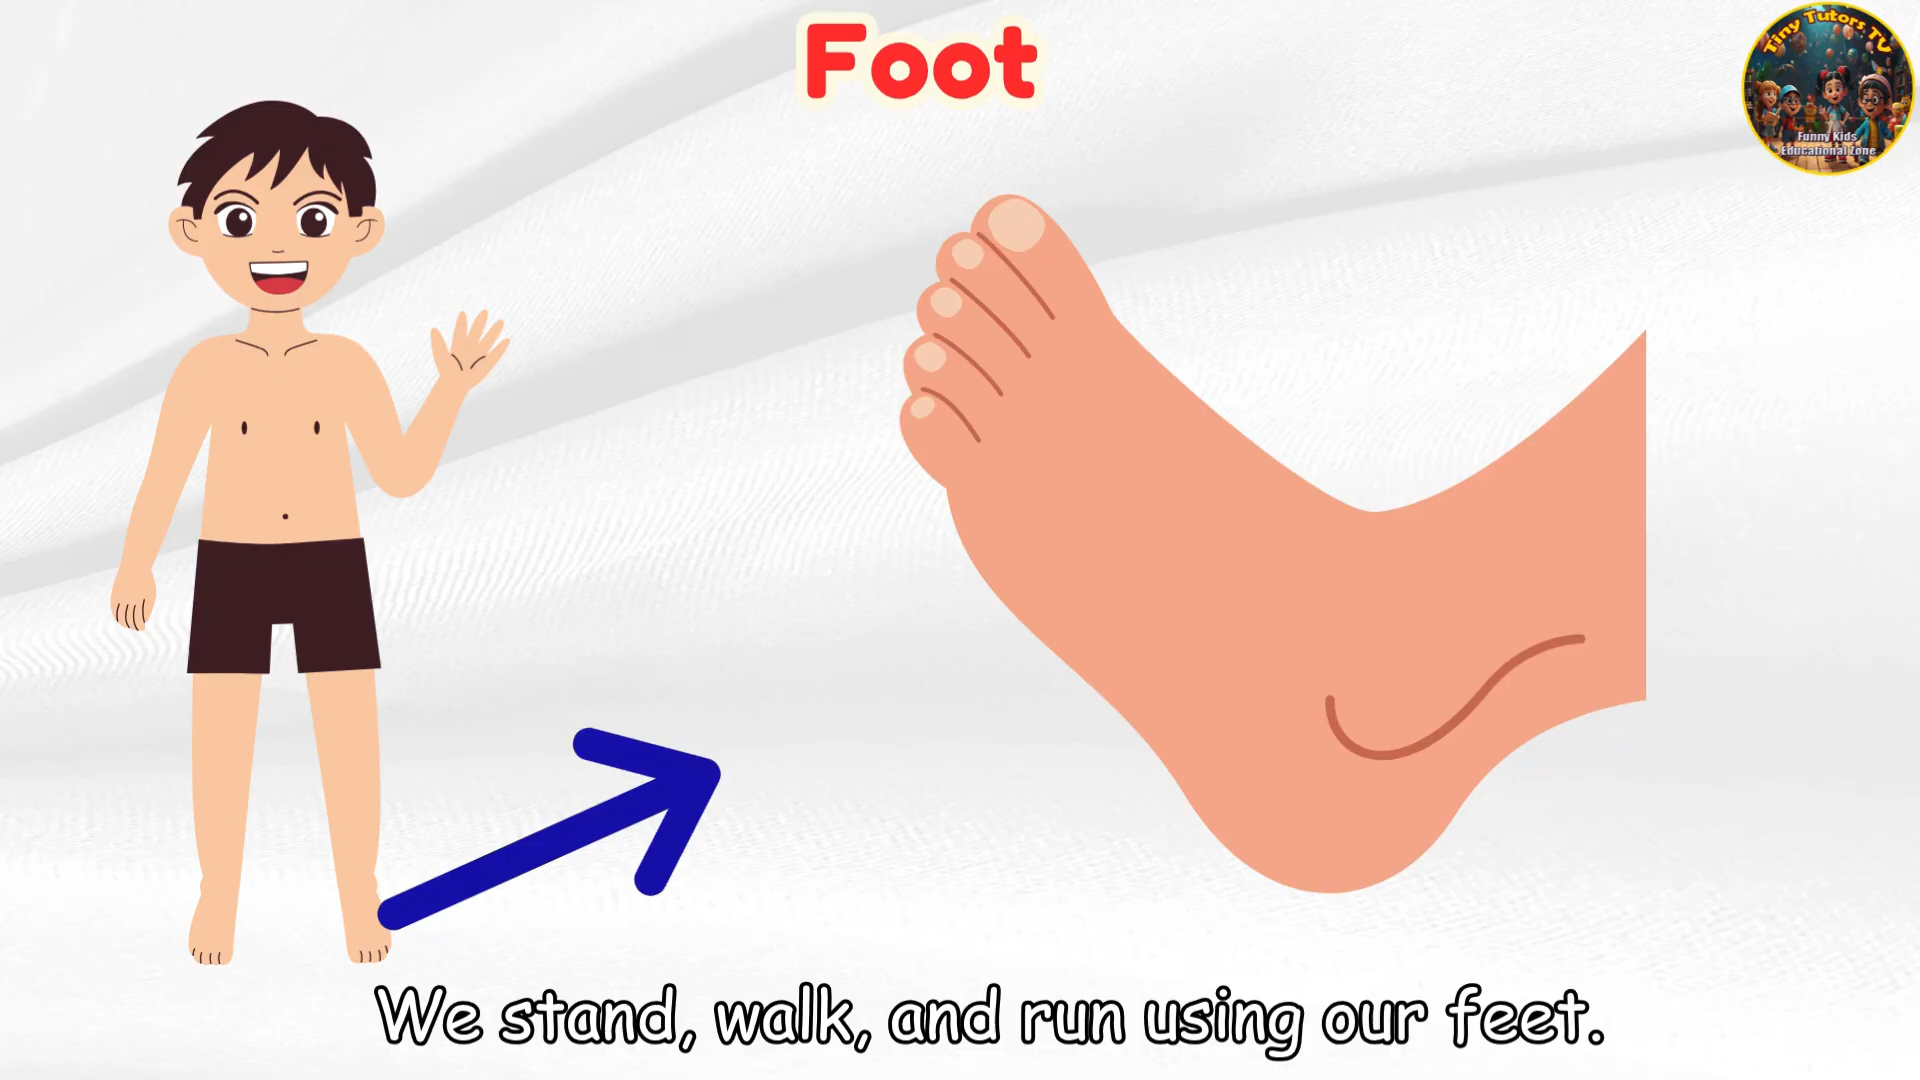 Foot
Tiny Tutors TV
Funny Kids
Educational Zone
We stand, walk, and run using our feet.